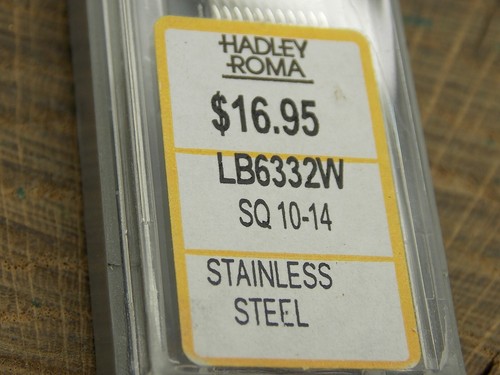 HADLEY
ROMA
$16.95
LB6332W
SQ 10-14
STAINLESS
STEEL